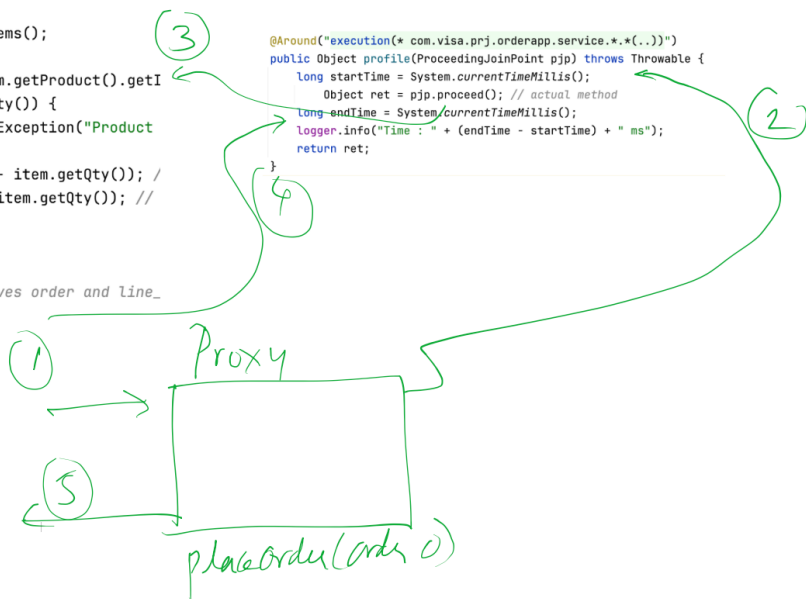 ems();
m.getProduct().getI
ty()) {
Exception("Product
- item.getQty()); /
item.getQty()); //
ves order and line_
3
@Around("execution(* com.visa.prj.orderapp.service.*.*(..))")
public Object profile(ProceedingJoinPoint pjp) throws Throwable {
long startTime = System.currentTimeMillis();
Object ret = pjp.proceed(); // actual method
long endTime = System.currentTimeMillis();
logger.info("Time : " + (endTime - startTime) + " ms");
return ret;
}
2
4
1
Proxy
5
placeOrder(order o)